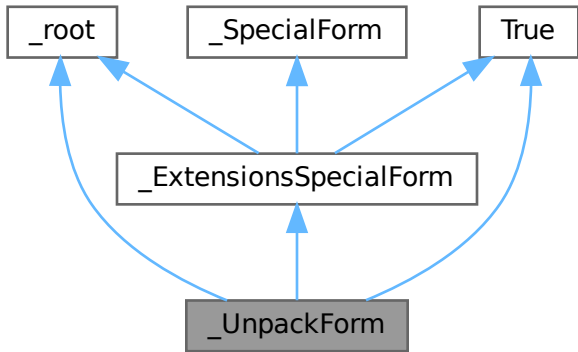 _root
_SpecialForm
True
_ExtensionsSpecialForm
_UnpackForm